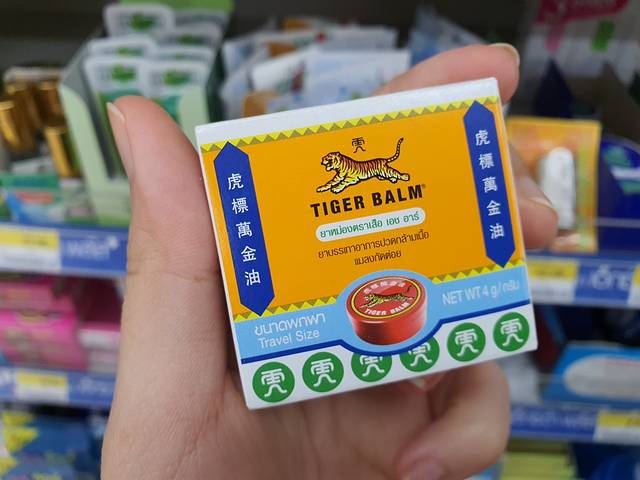 虎標萬金油
TIGER BALM®
ยาหม่องตราเสือ เอช อาร์
ยาบรรเทาอาการปวดกล้ามเนื้อ
แมลงกัดต่อย
虎標萬金油
ขนาดพกพา
Travel Size
TIGER BALM
NET WT 4 g/กรัม